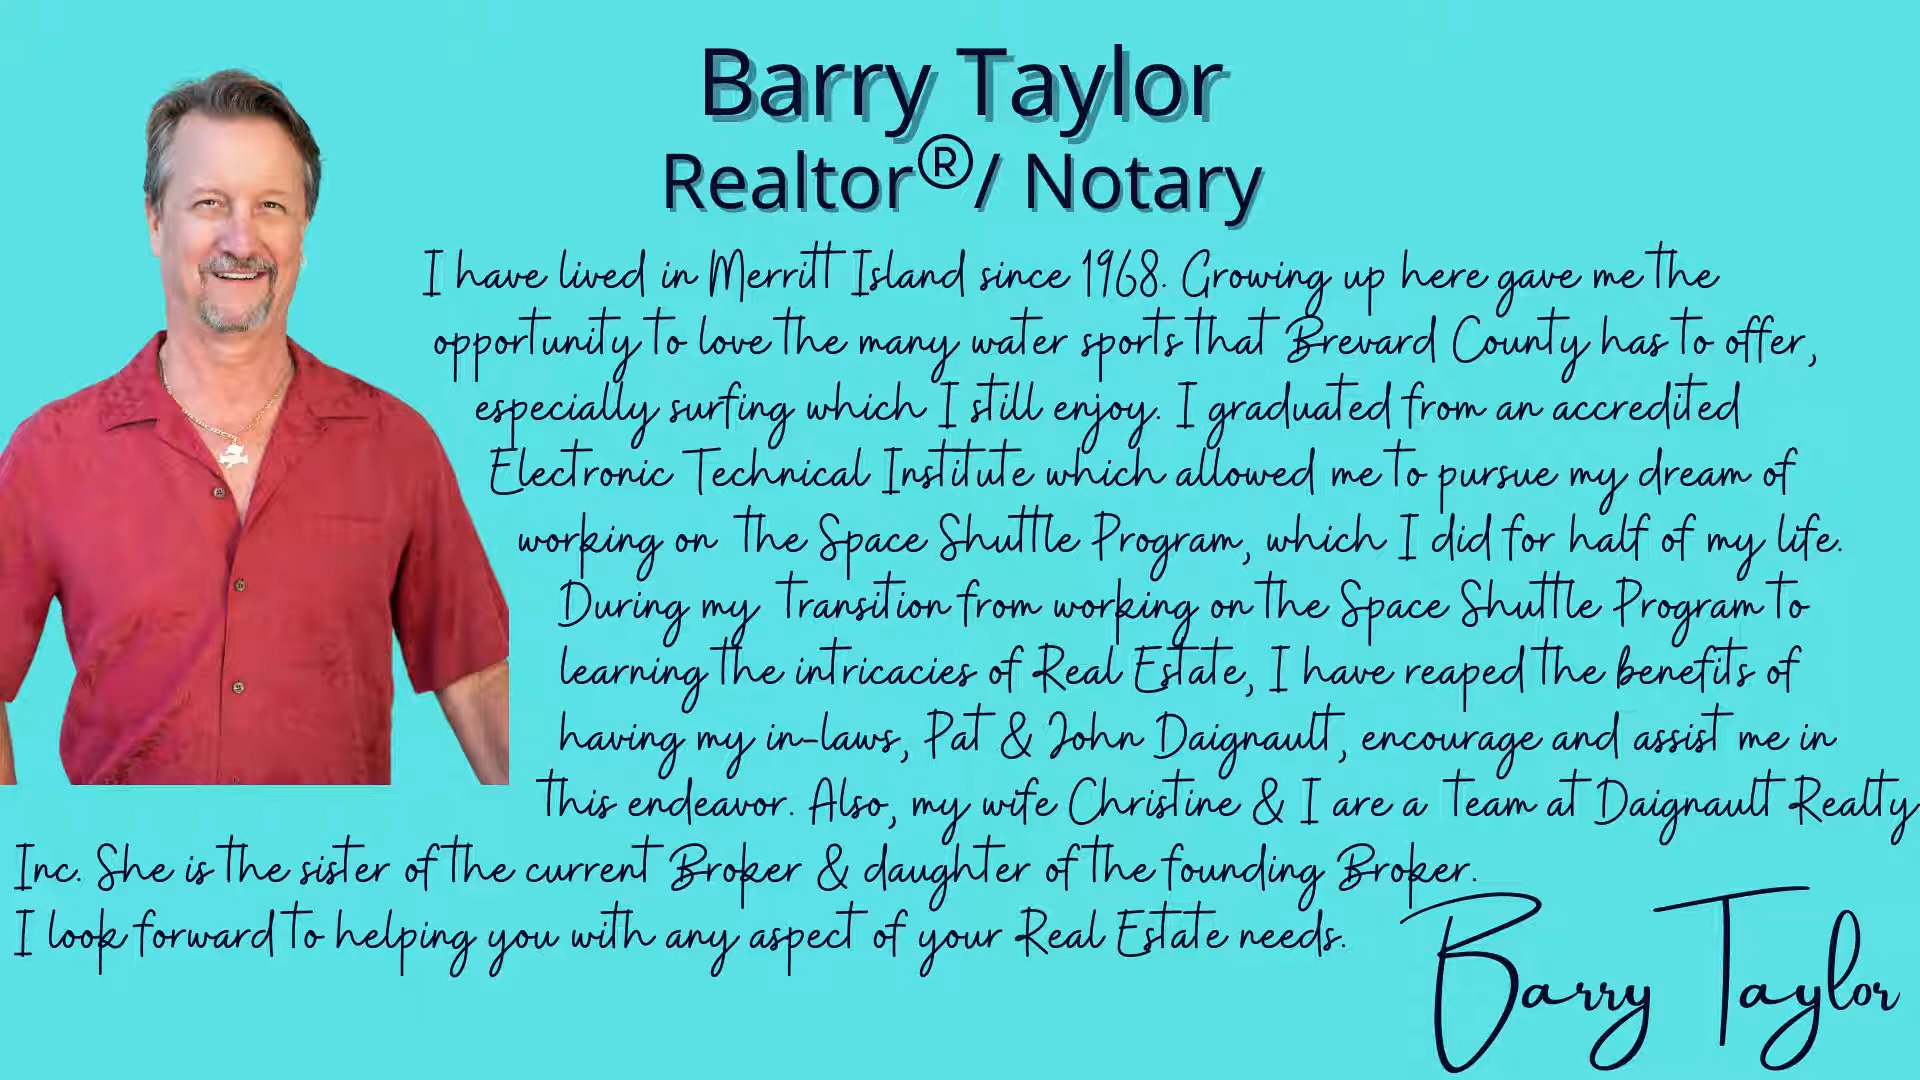 Barry Taylor
Realtor®/ Notary
I have lived in Merritt Island since 1968. Growing up here gave me the
opportunity to love the many water sports that Brevard County has to offer,
especially surfing which I still enjoy. I graduated from an accredited
Electronic Technical Institute which allowed me to pursue my dream of
working on the Space Shuttle Program, which I did for half of my life.
During my transition from working on the Space Shuttle Program to
learning the intricacies of Real Estate, I have reaped the benefits of
having my in-laws, Pat & John Daignault, encourage and assist me in
this endeavor. Also, my wife Christine & I are a team at Daignault Realty
Inc. She is the sister of the current Broker & daughter of the founding Broker.
I look forward to helping you with any aspect of your Real Estate needs.
Barry Taylor